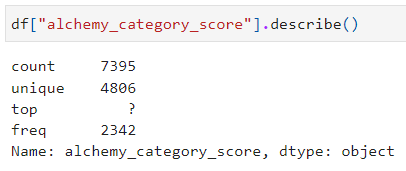 df["alchemy_category_score"].describe()
count 7395
unique 4806
top ?
freq 2342
Name: alchemy_category_score, dtype: object